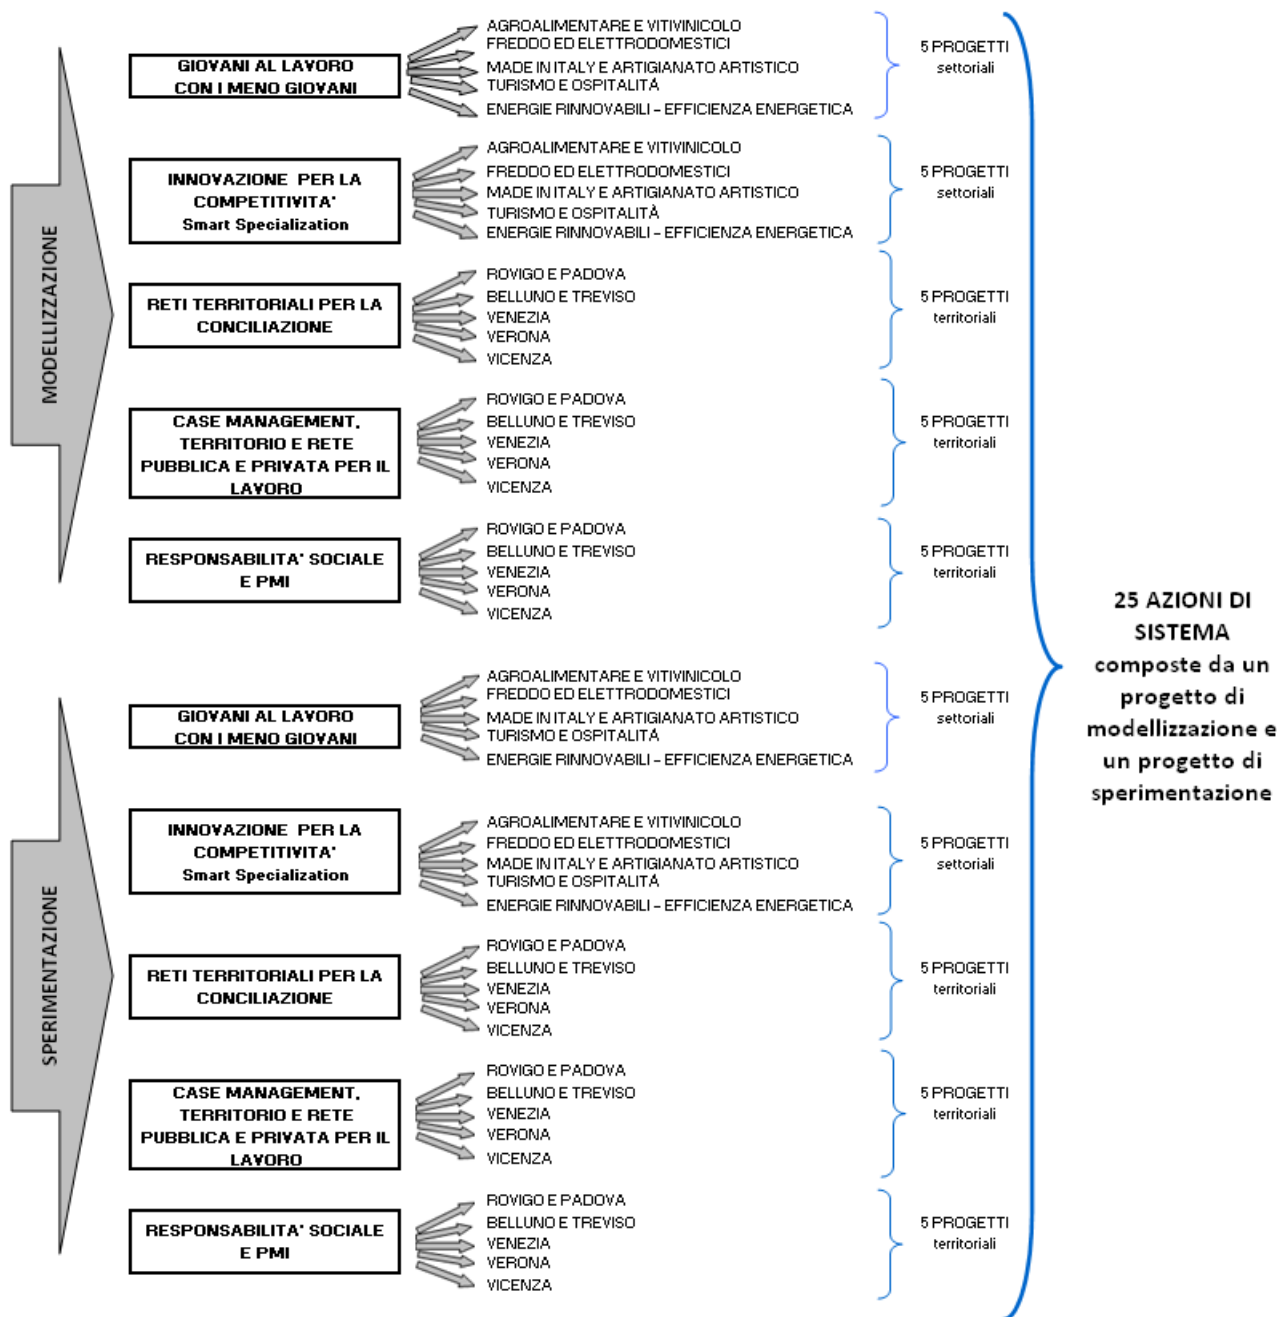 MODELLIZZAZIONE
GIOVANI AL LAVORO
CON I MENO GIOVANI
AGROALIMENTARE E VITIVINICOLO
FREDDO ED ELETTRODOMESTICI
MADE IN ITALY E ARTIGIANATO ARTISTICO
TURISMO E OSPITALITÀ
ENERGIE RINNOVABILI – EFFICIENZA ENERGETICA
5 PROGETTI
settoriali
INNOVAZIONE PER LA
COMPETITIVITA'
Smart Specialization
AGROALIMENTARE E VITIVINICOLO
FREDDO ED ELETTRODOMESTICI
MADE IN ITALY E ARTIGIANATO ARTISTICO
TURISMO E OSPITALITÀ
ENERGIE RINNOVABILI – EFFICIENZA ENERGETICA
5 PROGETTI
settoriali
RETI TERRITORIALI PER LA
CONCILIAZIONE
ROVIGO E PADOVA
BELLUNO E TREVISO
VENEZIA
VERONA
VICENZA
5 PROGETTI
territoriali
CASE MANAGEMENT,
TERRITORIO E RETE
PUBBLICA E PRIVATA PER IL
LAVORO
ROVIGO E PADOVA
BELLUNO E TREVISO
VENEZIA
VERONA
VICENZA
5 PROGETTI
territoriali
RESPONSABILITA' SOCIALE
E PMI
ROVIGO E PADOVA
BELLUNO E TREVISO
VENEZIA
VERONA
VICENZA
5 PROGETTI
territoriali
SPERIMENTAZIONE
GIOVANI AL LAVORO
CON I MENO GIOVANI
AGROALIMENTARE E VITIVINICOLO
FREDDO ED ELETTRODOMESTICI
MADE IN ITALY E ARTIGIANATO ARTISTICO
TURISMO E OSPITALITÀ
ENERGIE RINNOVABILI – EFFICIENZA ENERGETICA
5 PROGETTI
settoriali
INNOVAZIONE PER LA
COMPETITIVITA'
Smart Specialization
AGROALIMENTARE E VITIVINICOLO
FREDDO ED ELETTRODOMESTICI
MADE IN ITALY E ARTIGIANATO ARTISTICO
TURISMO E OSPITALITÀ
ENERGIE RINNOVABILI – EFFICIENZA ENERGETICA
5 PROGETTI
settoriali
RETI TERRITORIALI PER LA
CONCILIAZIONE
ROVIGO E PADOVA
BELLUNO E TREVISO
VENEZIA
VERONA
VICENZA
5 PROGETTI
territoriali
CASE MANAGEMENT,
TERRITORIO E RETE
PUBBLICA E PRIVATA PER IL
LAVORO
ROVIGO E PADOVA
BELLUNO E TREVISO
VENEZIA
VERONA
VICENZA
5 PROGETTI
territoriali
RESPONSABILITA' SOCIALE
E PMI
ROVIGO E PADOVA
BELLUNO E TREVISO
VENEZIA
VERONA
VICENZA
5 PROGETTI
territoriali
25 AZIONI DI
SISTEMA
composte da un
progetto di
modellizzazione e
un progetto di
sperimentazione